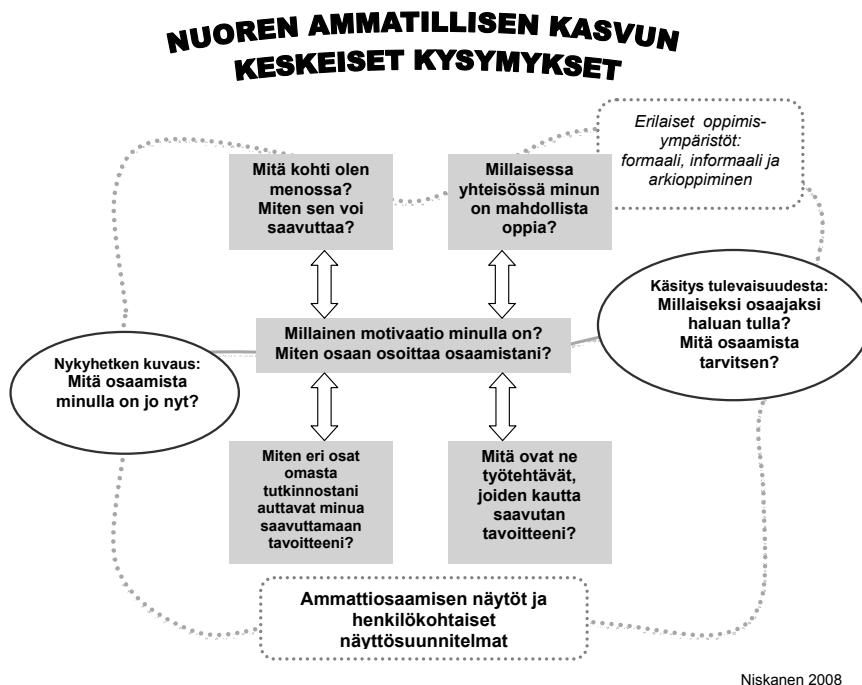 NUOREN AMMATILLISEN KASVUN
KESKEISET KYSYMYKSET
Erilaiset oppimis-
ympäristöt:
formaali, informaali ja
arkioppiminen
Mitä kohti olen
menossa?
Miten sen voi
saavuttaa?
Millaisessa
yhteisössä minun
on mahdollista
oppia?
Käsitys tulevaisuudesta:
Millaiseksi osaajaksi
haluan tulla?
Mitä osaamista
tarvitsen?
Millainen motivaatio minulla on?
Miten osaan osoittaa osaamistani?
Nykyhetken kuvaus:
Mitä osaamista
minulla on jo nyt?
Miten eri osat
omasta
tutkinnostani
auttavat minua
saavuttamaan
tavoitteeni?
Mitä ovat ne
työtehtävät,
joiden kautta
saavutan
tavoitteeni?
Ammattiosaamisen näytöt ja
henkilökohtaiset
näyttösuunnitelmat
Niskanen 2008